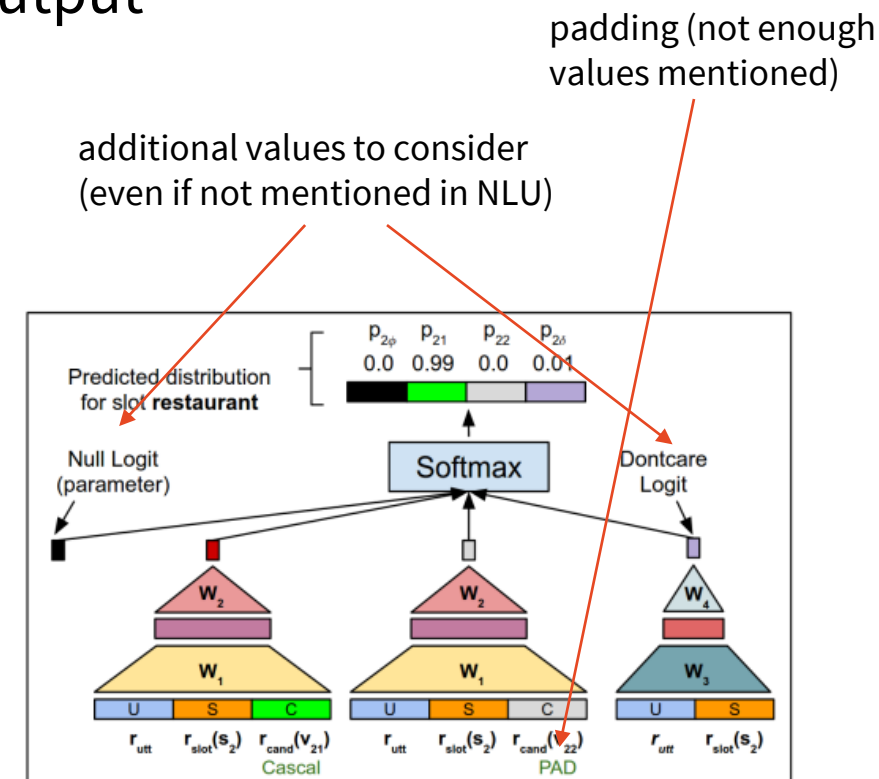 utput
padding (not enough
values mentioned)
additional values to consider
(even if not mentioned in NLU)
p2ϕ p21 p22 p2δ
0.0 0.99 0.0 0.01
Predicted distribution
for slot restaurant
Null Logit
(parameter)
Softmax
Dontcare
Logit
W2 W2 W4
W1 W1 W3
U S C U S C U S
rutt rslot(s2) rcand(v21) rutt rslot(s2) rcand(v22) rutt rslot(s2)
Cascal PAD